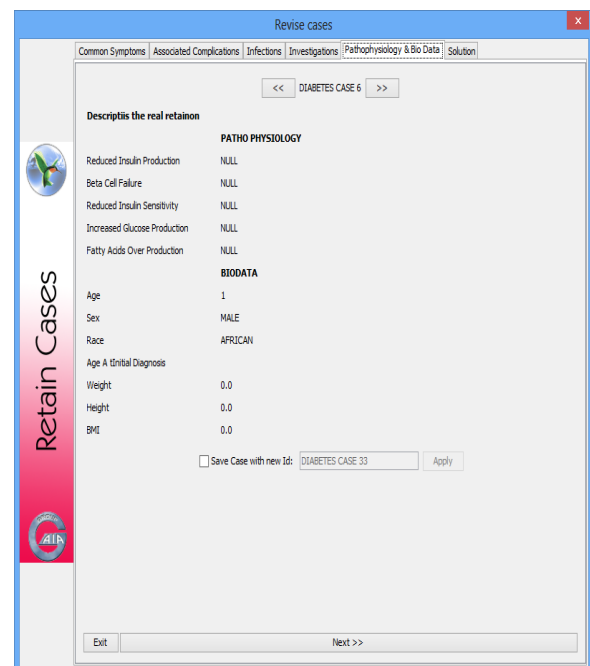 Revise cases
x
Common Symptoms Associated Complications Infections Investigations Pathophysiology & Bio Data Solution
<< DIABETES CASE 6 >>
Descriptiis the real retainon
PATHO PHYSIOLOGY
Reduced Insulin Production NULL
Beta Cell Failure NULL
Reduced Insulin Sensitivity NULL
Increased Glucose Production NULL
Fatty Acids Over Production NULL
BIODATA
Age 1
Sex MALE
Race AFRICAN
Age A tInitial Diagnosis
Weight 0.0
Height 0.0
BMI 0.0
Save Case with new Id: DIABETES CASE 33 Apply
Retain Cases
GAIA
Exit Next >>